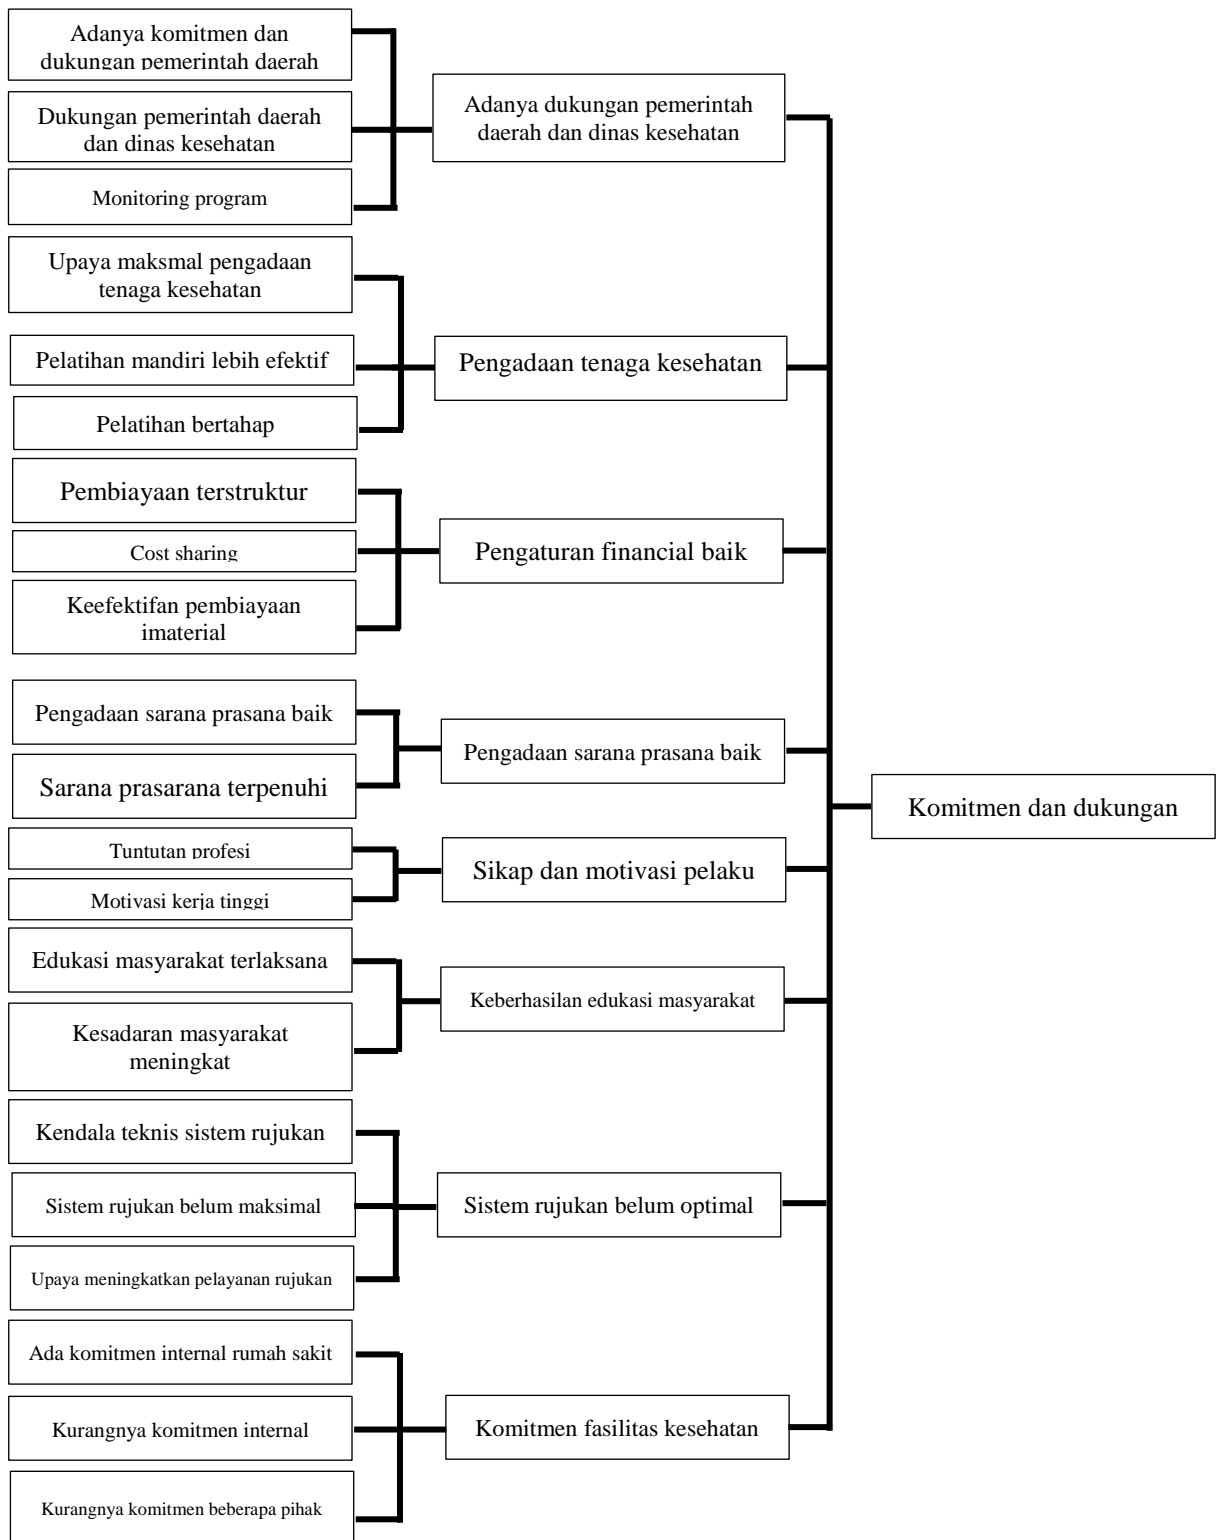 Adanya komitmen dan
dukungan pemerintah daerah
Dukungan pemerintah daerah
dan dinas kesehatan
Monitoring program
Adanya dukungan pemerintah
daerah dan dinas kesehatan
Upaya maksmal pengadaan
tenaga kesehatan
Pelatihan mandiri lebih efektif
Pelatihan bertahap
Pengadaan tenaga kesehatan
Pembiayaan terstruktur
Cost sharing
Keefektifan pembiayaan
imaterial
Pengaturan financial baik
Pengadaan sarana prasana baik
Sarana prasarana terpenuhi
Pengadaan sarana prasana baik
Tuntutan profesi
Motivasi kerja tinggi
Sikap dan motivasi pelaku
Edukasi masyarakat terlaksana
Kesadaran masyarakat
meningkat
Keberhasilan edukasi masyarakat
Kendala teknis sistem rujukan
Sistem rujukan belum maksimal
Upaya meningkatkan pelayanan rujukan
Sistem rujukan belum optimal
Ada komitmen internal rumah sakit
Kurangnya komitmen internal
Kurangnya komitmen beberapa pihak
Komitmen fasilitas kesehatan
Komitmen dan dukungan